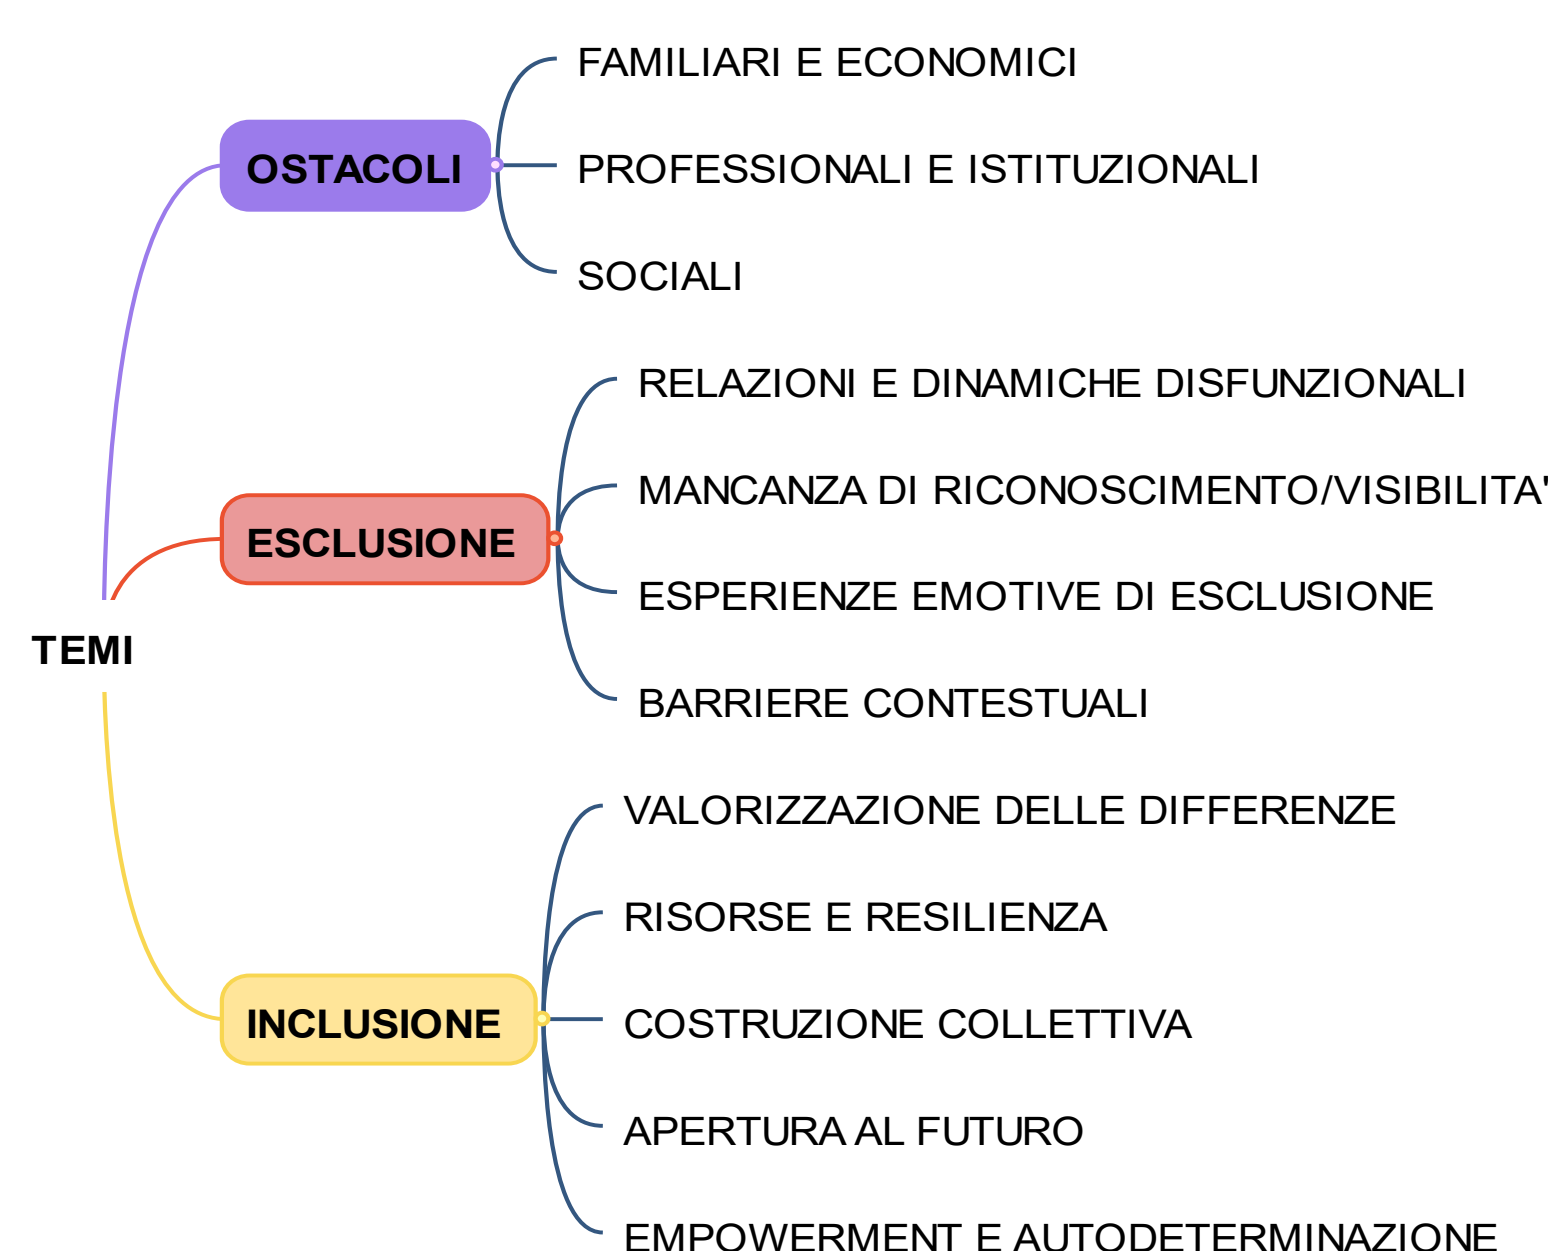 FAMILIARI E ECONOMICI
OSTACOLI
PROFESSIONALI E ISTITUZIONALI
SOCIALI
RELAZIONI E DINAMICHE DISFUNZIONALI
MANCANZA DI RICONOSCIMENTO/VISIBILITA'
ESCLUSIONE
ESPERIENZE EMOTIVE DI ESCLUSIONE
TEMI
BARRIERE CONTESTUALI
VALORIZZAZIONE DELLE DIFFERENZE
RISORSE E RESILIENZA
INCLUSIONE
COSTRUZIONE COLLETTIVA
APERTURA AL FUTURO
EMPOWERMENT E AUTODETERMINAZIONE